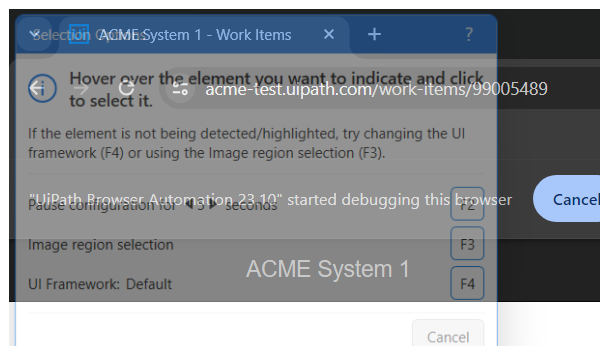 Selection Options
ACME System 1 - Work Items
?
Hover over the element you want to indicate and click
to select it.
acme-test.uipath.com/work-items/99005489
If the element is not being detected/highlighted, try changing the UI
framework (F4) or using the Image region selection (F3).
"UiPath Browser Automation 23.10" started debugging this browser
Cancel
Pause configuration for 5 seconds
F2
Image region selection
F3
ACME System 1
UI Framework: Default
F4
Cancel